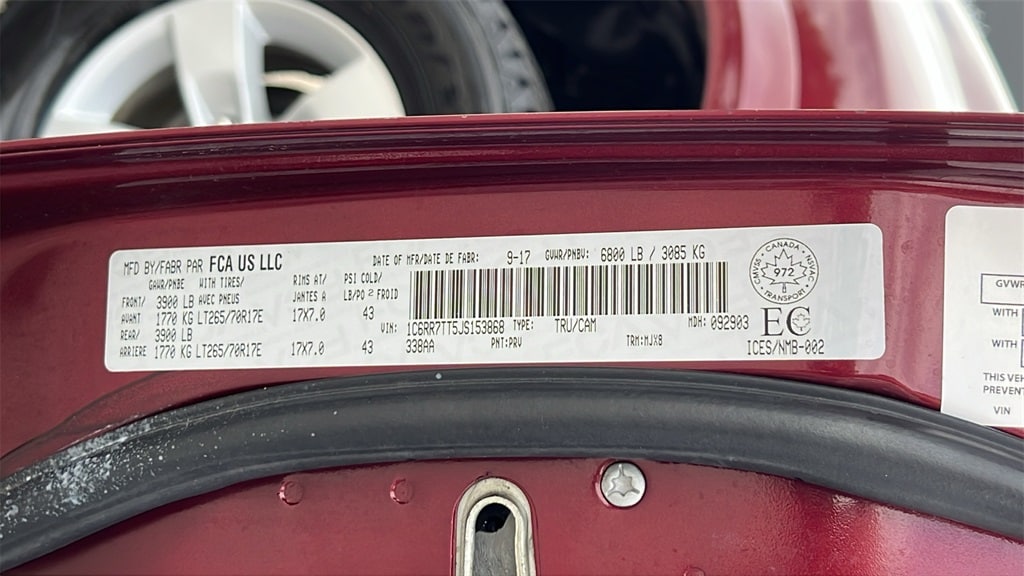 MFD BY/FABR PAR FCA US LLC
DATE OF MFR/DATE DE FABR: 9-17 GVWR/PNBV: 6800 LB / 3085 KG
GAWR/PNBE WITH TIRES/ RIMS AT/ PSI COLD/
FRONT/ 3900 LB AVEC PNEUS JANTES A LB/PO 2 FROID
AVANT 1770 KG LT265/70R17E 17X7.0 43
REAR/ 3900 LB
ARRIERE 1770 KG LT265/70R17E 17X7.0 43
VIN: 1C6RR7TT5JS153868 TYPE: TRU/CAM MDH: 092903
338AA PNT:PRV TRM:MJX8
CANADA
CMVSS NSVAC
972
TRANSPORT
EC
ICES/NMB-002
GVWR
WITH
WITH
THIS VEH
PREVENT
VIN